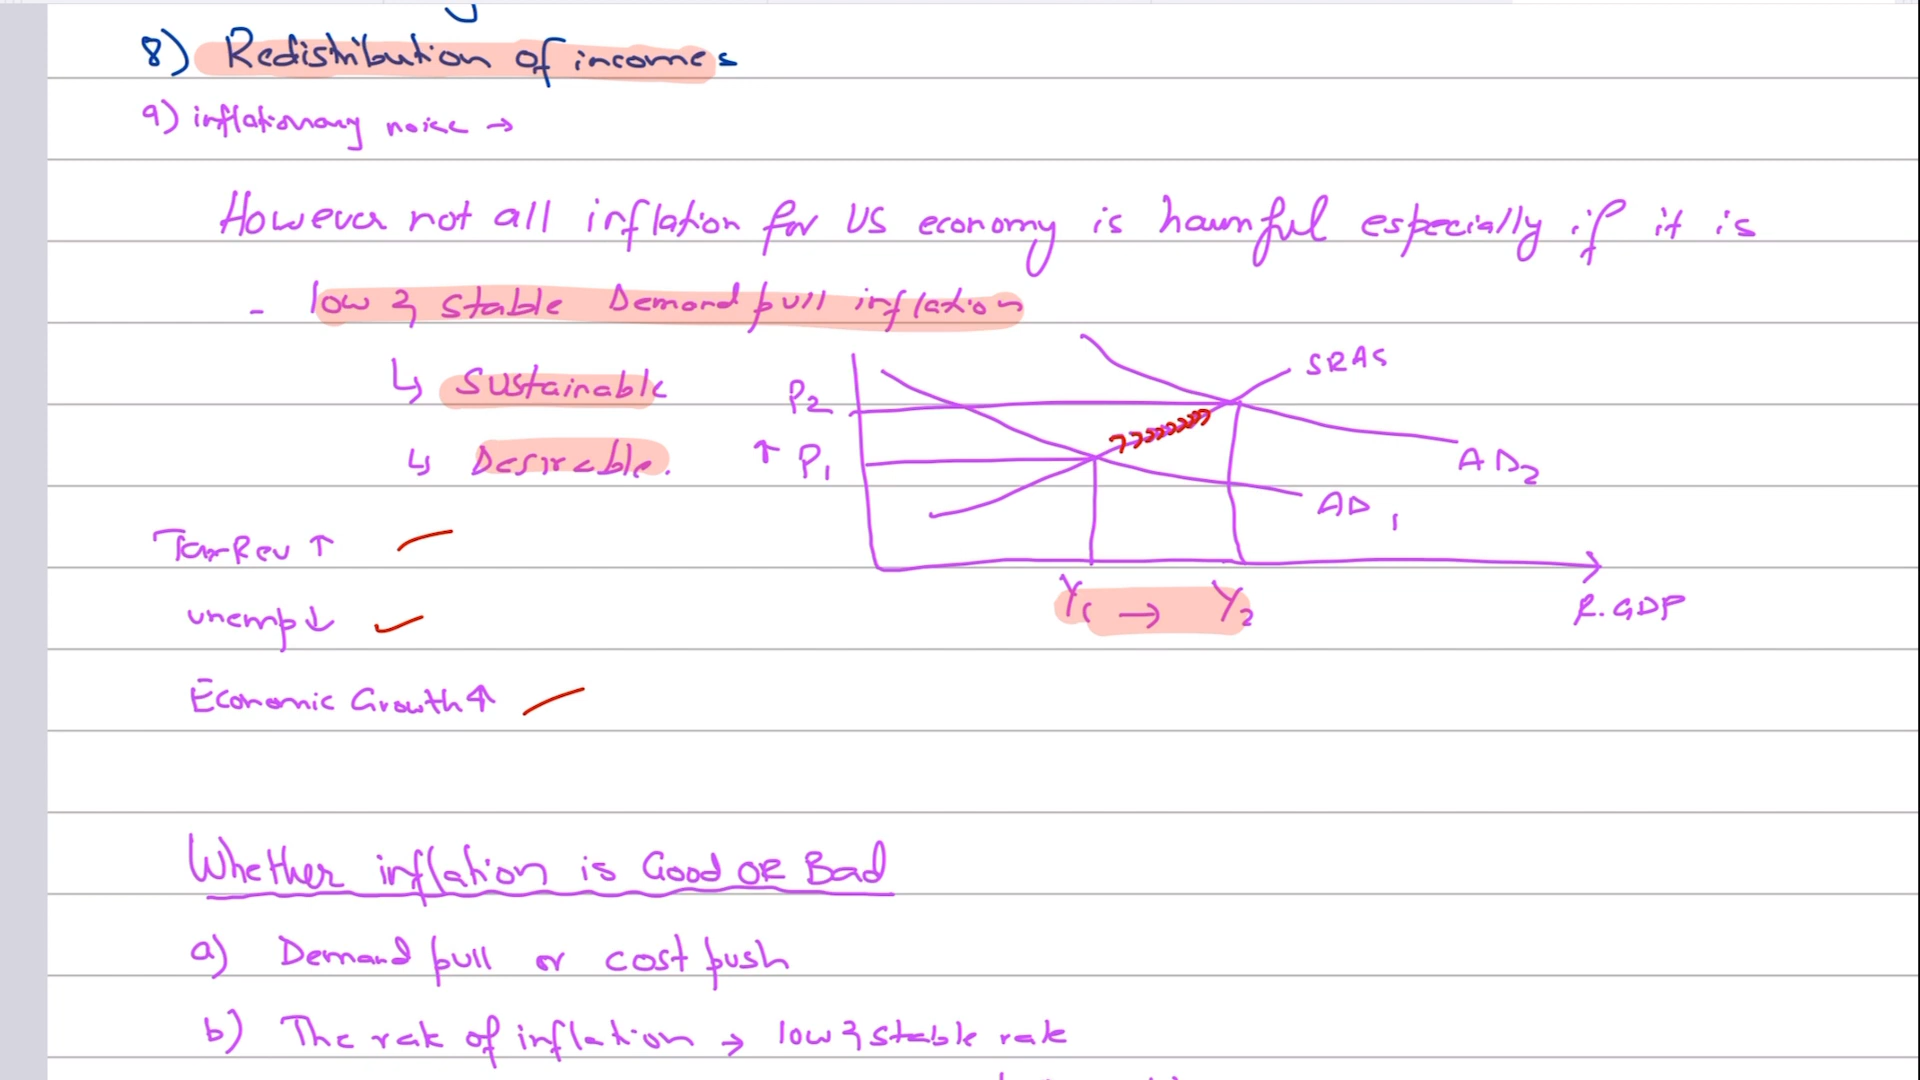 8) Redistribution of incomes
9) inflationary noise →
However not all inflation for US economy is harmful especially if it is
- low & stable Demand pull inflation
↳ Sustainable
↳ Desirable.
P2
↑ P1
SRAS
AD2
AD1
Y1 → Y2
R.GDP
Tax Rev ↑
unemp↓
Economic Growth↑
Whether inflation is Good OR Bad
a) Demand pull or cost push
b) The rate of inflation → low & stable rate